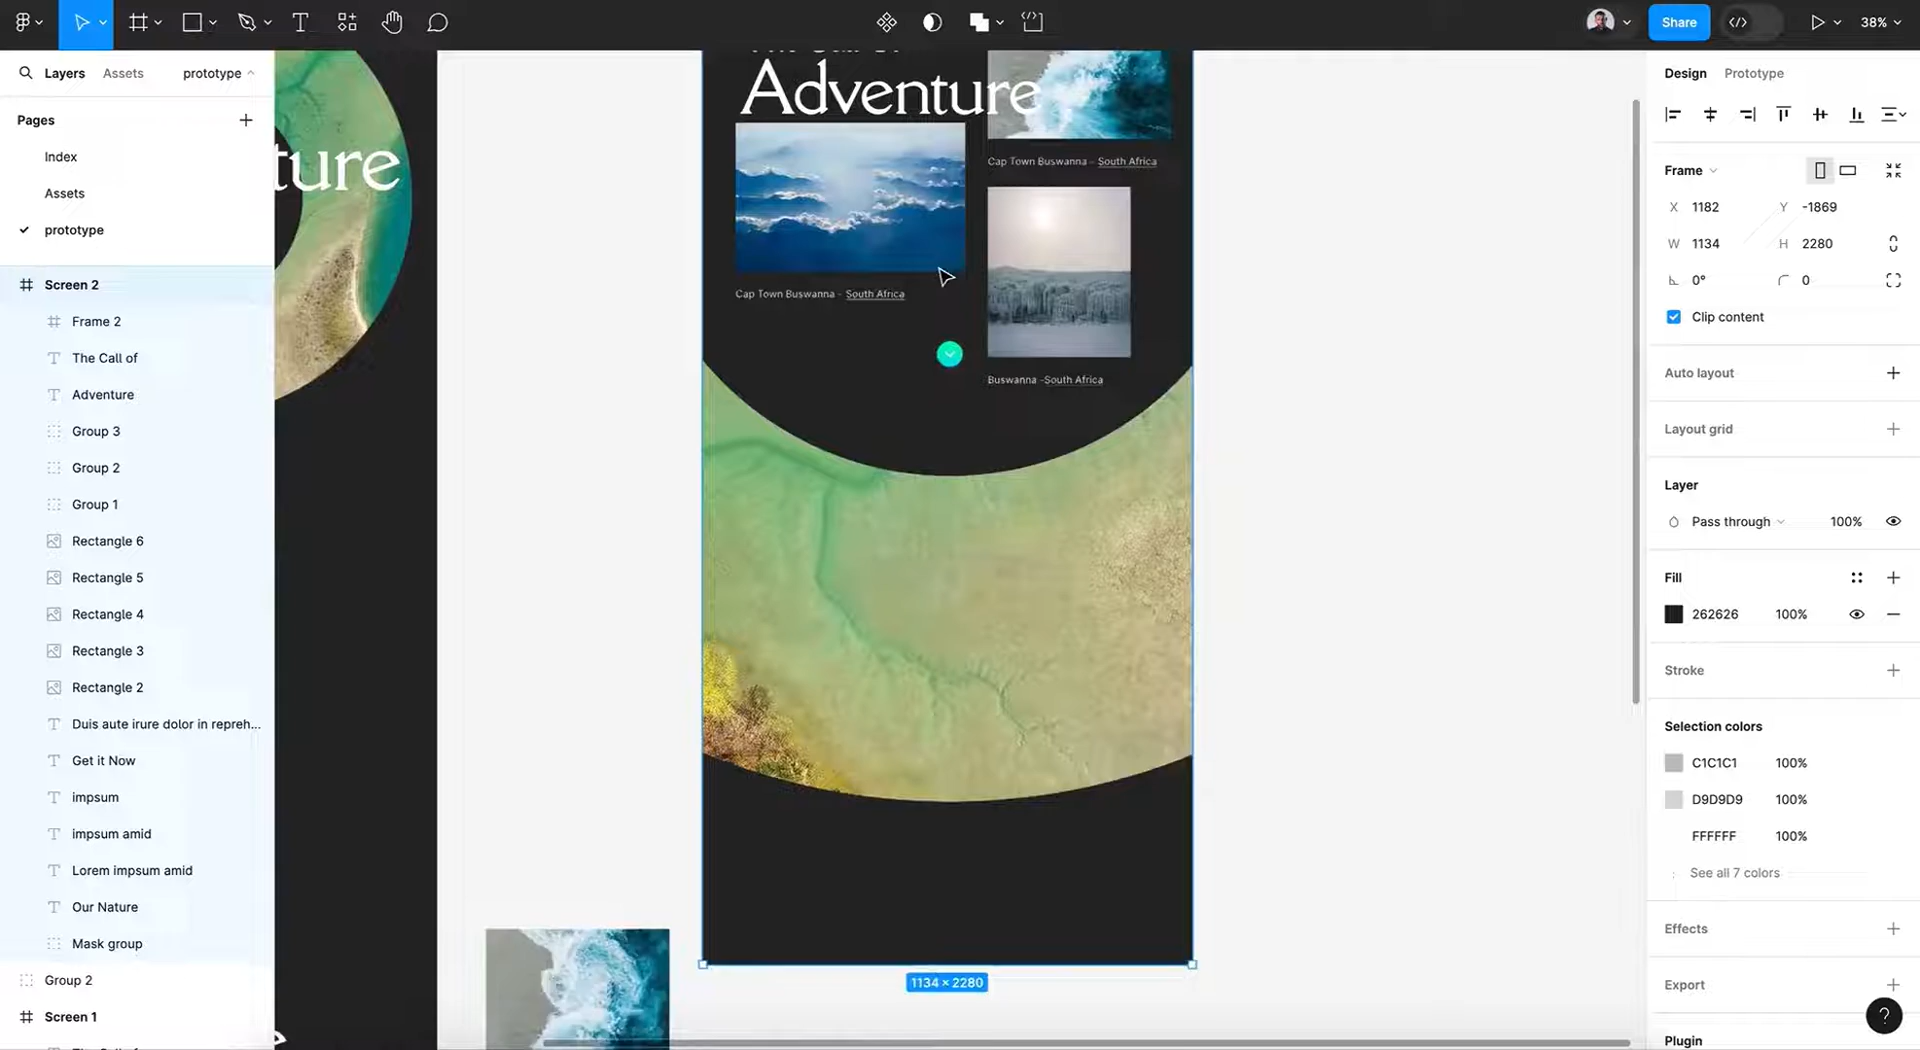 Share
38%
Layers
Assets
prototype
Pages
Index
Assets
prototype
Screen 2
Frame 2
The Call of
Adventure
Group 3
Group 2
Group 1
Rectangle 6
Rectangle 5
Rectangle 4
Rectangle 3
Rectangle 2
Duis aute irure dolor in repreh...
Get it Now
impsum
impsum amid
Lorem impsum amid
Our Nature
Mask group
Group 2
Screen 1
ture
Adventure
Cap Town Buswanna - South Africa
Cap Town Buswanna - South Africa
Buswanna -South Africa
1134 × 2280
Design
Prototype
Frame
X 1182
Y -1869
W 1134
H 2280
0°
0
Clip content
Auto layout
Layout grid
Layer
Pass through
100%
Fill
262626
100%
Stroke
Selection colors
C1C1C1 100%
D9D9D9 100%
FFFFFF 100%
See all 7 colors
Effects
Export
?
Plugin